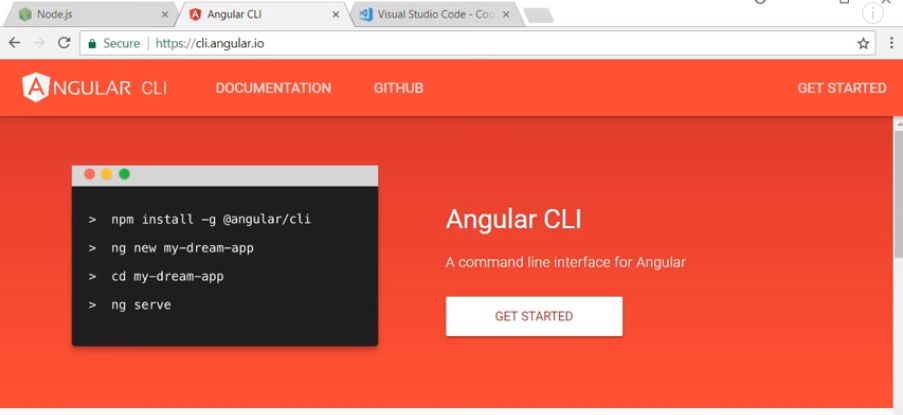 Node.js
Angular CLI
Visual Studio Code - Co
Secure
https://cli.angular.io
ANGULAR CLI
DOCUMENTATION
GITHUB
GET STARTED
> npm install -g @angular/cli
> ng new my-dream-app
> cd my-dream-app
> ng serve
Angular CLI
A command line interface for Angular
GET STARTED